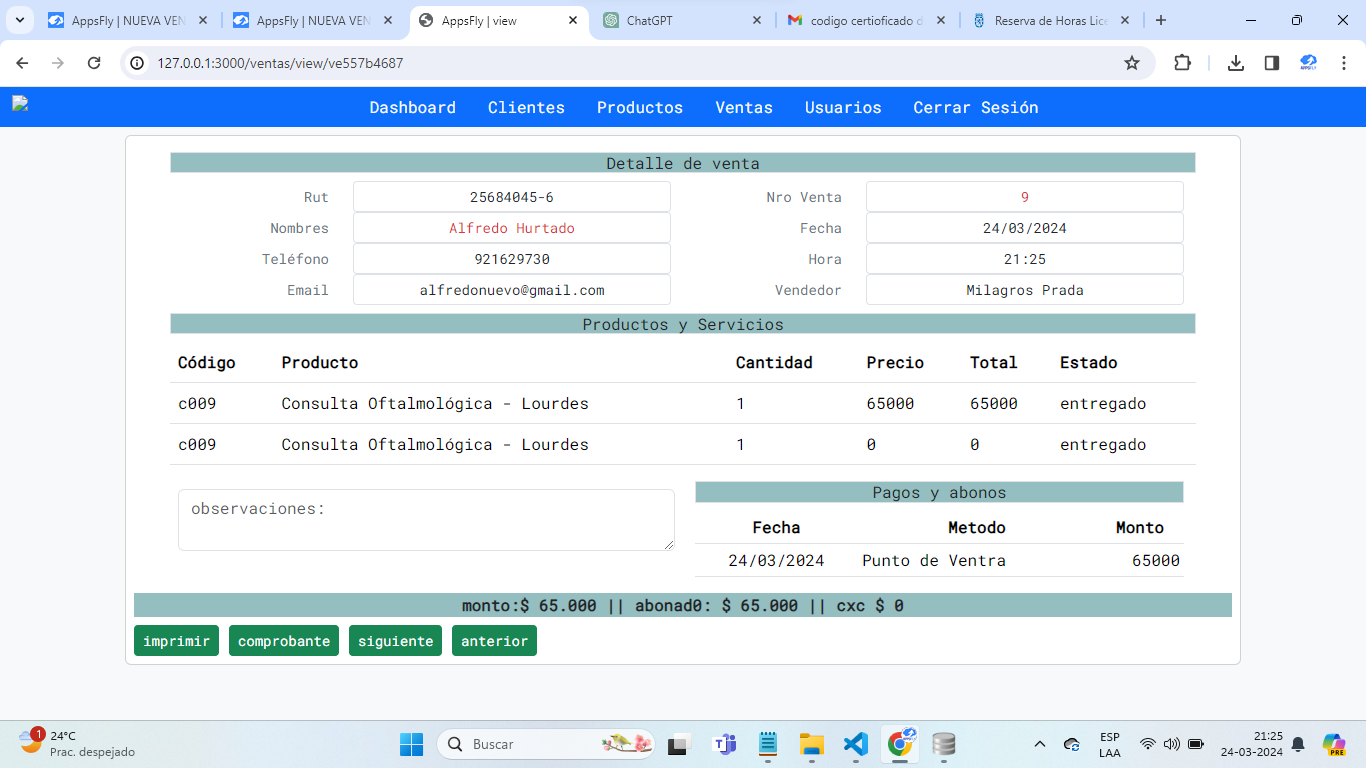 AppsFly | NUEVA VEN
AppsFly | NUEVA VEN
AppsFly | view
ChatGPT
codigo certioficado d
Reserva de Horas Lice
127.0.0.1:3000/ventas/view/ve557b4687
Dashboard Clientes Productos Ventas Usuarios Cerrar Sesión
Detalle de venta
Rut 25684045-6 Nro Venta 9
Nombres Alfredo Hurtado Fecha 24/03/2024
Teléfono 921629730 Hora 21:25
Email alfredonuevo@gmail.com Vendedor Milagros Prada
Productos y Servicios
Código Producto Cantidad Precio Total Estado
c009 Consulta Oftalmológica - Lourdes 1 65000 65000 entregado
c009 Consulta Oftalmológica - Lourdes 1 0 0 entregado
observaciones:
Pagos y abonos
Fecha Metodo Monto
24/03/2024 Punto de Ventra 65000
monto:$ 65.000 || abonad0: $ 65.000 || cxc $ 0
imprimir comprobante siguiente anterior
1
24°C
Prac. despejado
Buscar
ESP
LAA
21:25
24-03-2024
PRE